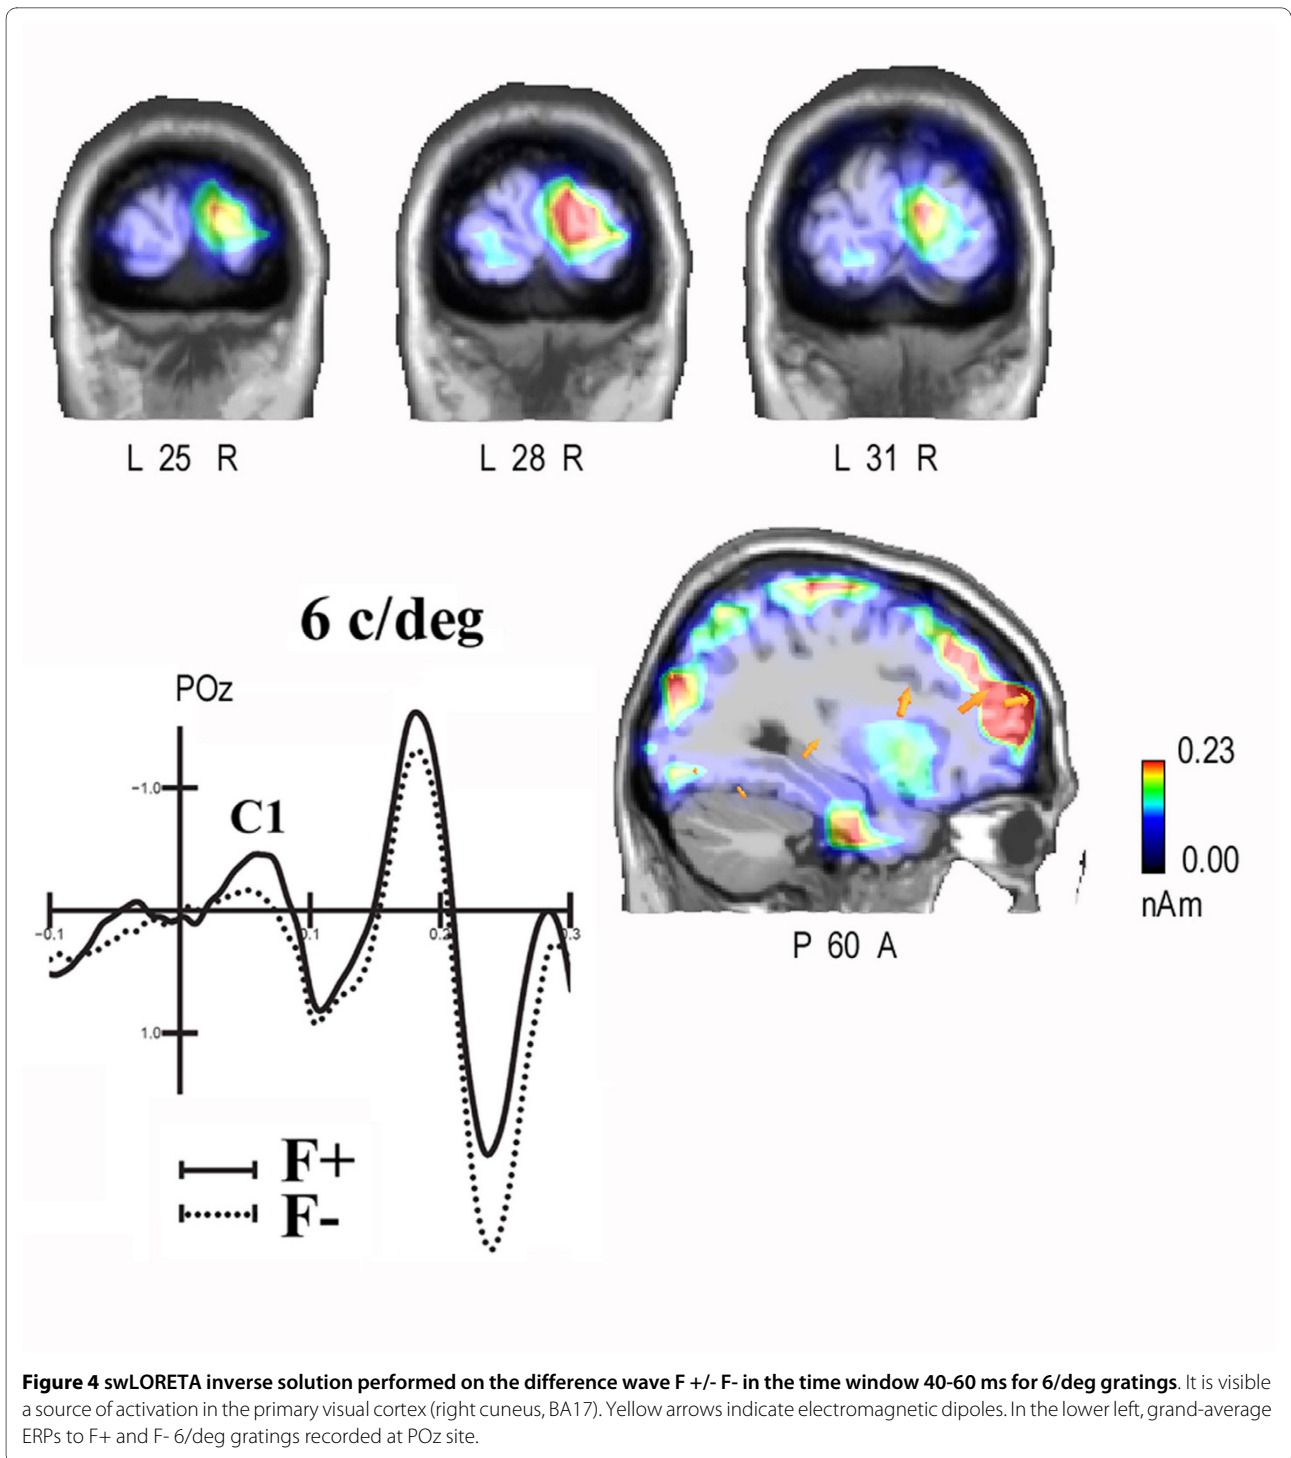 L 25 R
L 28 R
L 31 R
6 c/deg
POz
-1.0
C1
-0.1
0.1
0.2
0.3
1.0
F+
F-
0.23
0.00
nAm
P 60 A
Figure 4 swLORETA inverse solution performed on the difference wave F +/- F- in the time window 40-60 ms for 6/deg gratings. It is visible
a source of activation in the primary visual cortex (right cuneus, BA17). Yellow arrows indicate electromagnetic dipoles. In the lower left, grand-average
ERPs to F+ and F- 6/deg gratings recorded at POz site.